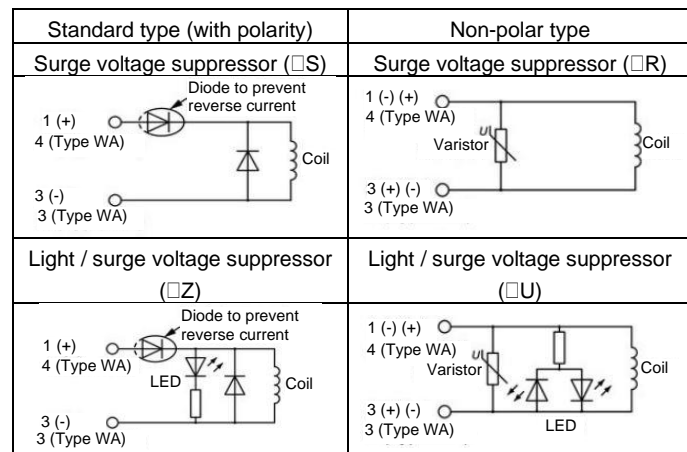 Standard type (with polarity)
Non-polar type
Surge voltage suppressor (□S)
Surge voltage suppressor (□R)
Diode to prevent
reverse current
1 (+)
4 (Type WA)
Coil
3 (-)
3 (Type WA)
1 (-) (+)
4 (Type WA)
U
Varistor
Coil
3 (+) (-)
3 (Type WA)
Light / surge voltage suppressor
(□Z)
Light / surge voltage suppressor
(□U)
Diode to prevent
reverse current
1 (+)
4 (Type WA)
LED
Coil
3 (-)
3 (Type WA)
1 (-) (+)
4 (Type WA)
U
Varistor
Coil
3 (+) (-)
3 (Type WA)
LED